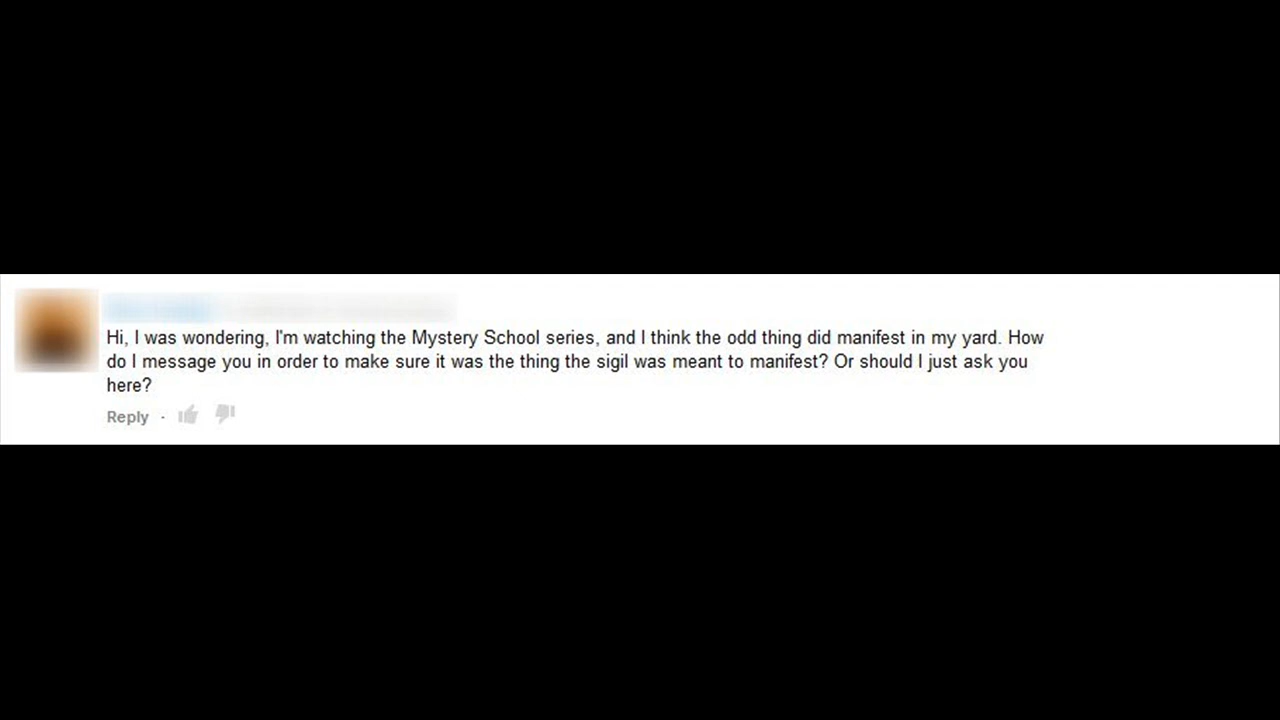 Hi, I was wondering, I'm watching the Mystery School series, and I think the odd thing did manifest in my yard. How
do I message you in order to make sure it was the thing the sigil was meant to manifest? Or should I just ask you
here?
Reply ·